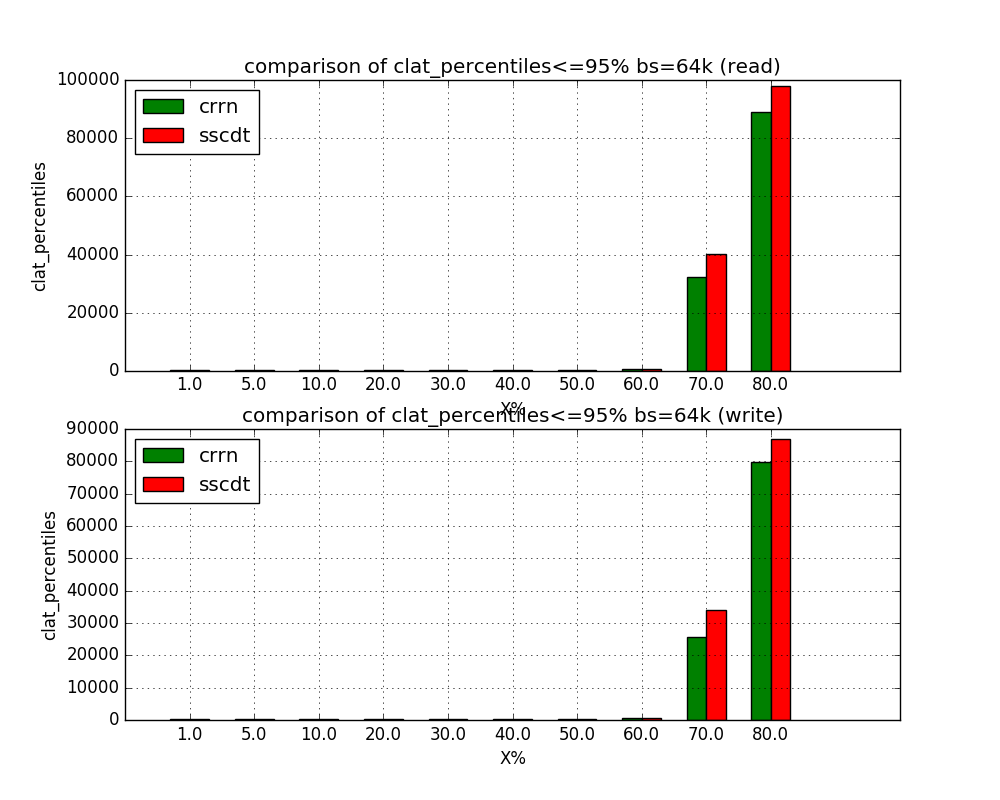 comparison of clat_percentiles<=95% bs=64k (read)
100000
80000
60000
40000
20000
0
clat_percentiles
crrn
sscdt
1.0 5.0 10.0 20.0 30.0 40.0 50.0 60.0 70.0 80.0
X%
comparison of clat_percentiles<=95% bs=64k (write)
90000
80000
70000
60000
50000
40000
30000
20000
10000
0
clat_percentiles
crrn
sscdt
1.0 5.0 10.0 20.0 30.0 40.0 50.0 60.0 70.0 80.0
X%